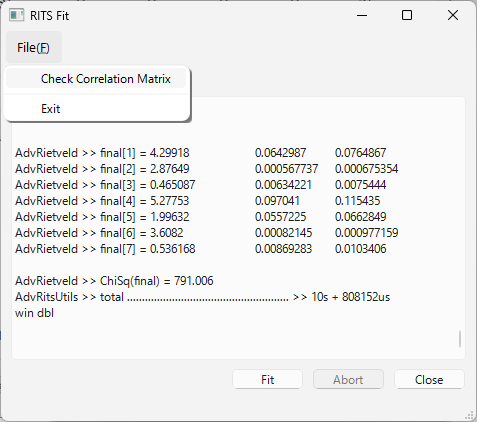 RITS Fit
File(F)
Check Correlation Matrix
Exit
AdvRietveld >> final[1] = 4.29918 0.0642987 0.0764867
AdvRietveld >> final[2] = 2.87649 0.000567737 0.000675354
AdvRietveld >> final[3] = 0.465087 0.00634221 0.0075444
AdvRietveld >> final[4] = 5.27753 0.097041 0.115435
AdvRietveld >> final[5] = 1.99632 0.0557225 0.0662849
AdvRietveld >> final[6] = 3.6082 0.00082145 0.000977159
AdvRietveld >> final[7] = 0.536168 0.00869283 0.0103406
AdvRietveld >> ChiSq(final) = 791.006
AdvRitsUtils >> total ...................................................... >> 10s + 808152us
win dbl
Fit Abort Close